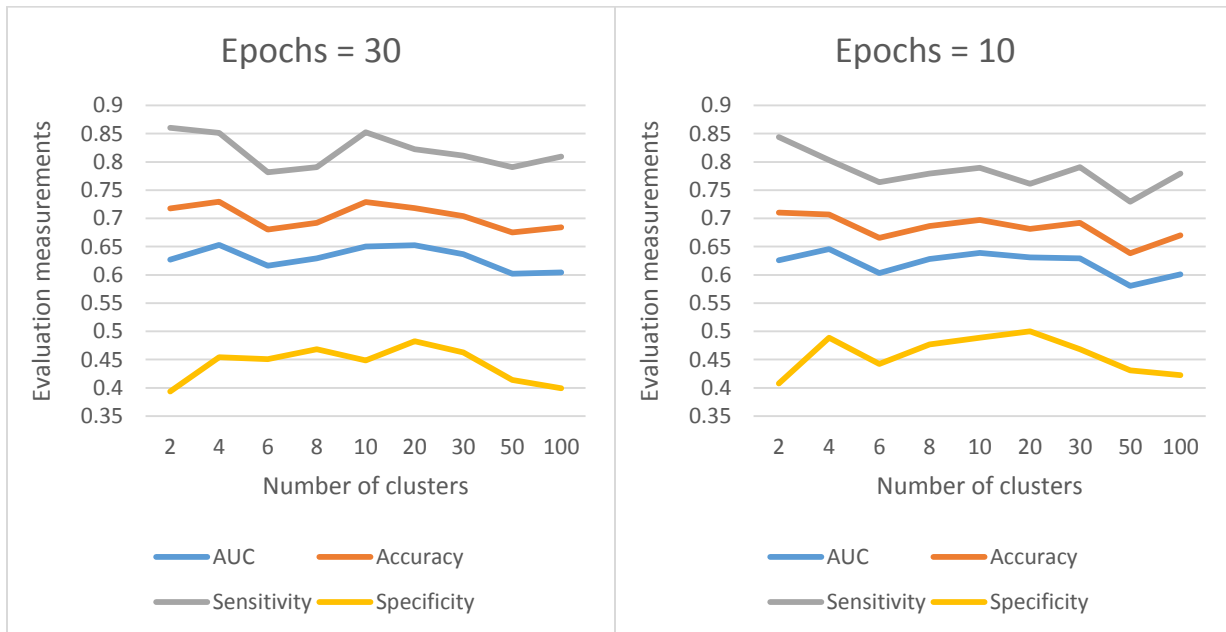 Epochs = 30
Evaluation measurements
0.9
0.85
0.8
0.75
0.7
0.65
0.6
0.55
0.5
0.45
0.4
0.35
2 4 6 8 10 20 30 50 100
Number of clusters
AUC Accuracy
Sensitivity Specificity
Epochs = 10
Evaluation measurements
0.9
0.85
0.8
0.75
0.7
0.65
0.6
0.55
0.5
0.45
0.4
0.35
2 4 6 8 10 20 30 50 100
Number of clusters
AUC Accuracy
Sensitivity Specificity